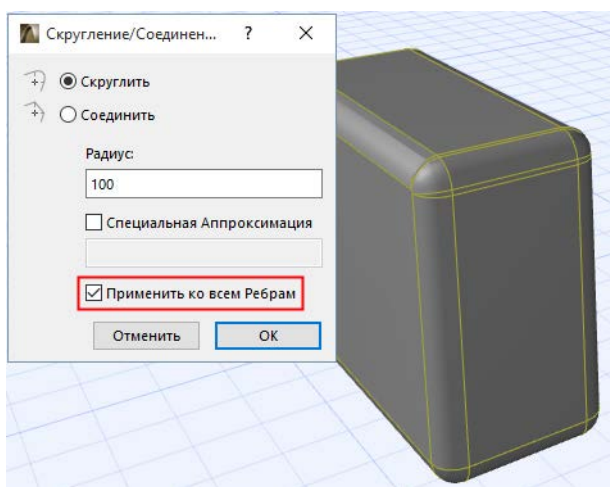 Скругление/Соединен...
?
Скруглить
Соединить
Радиус:
100
Специальная Аппроксимация
Применить ко всем Ребрам
Отменить
OK